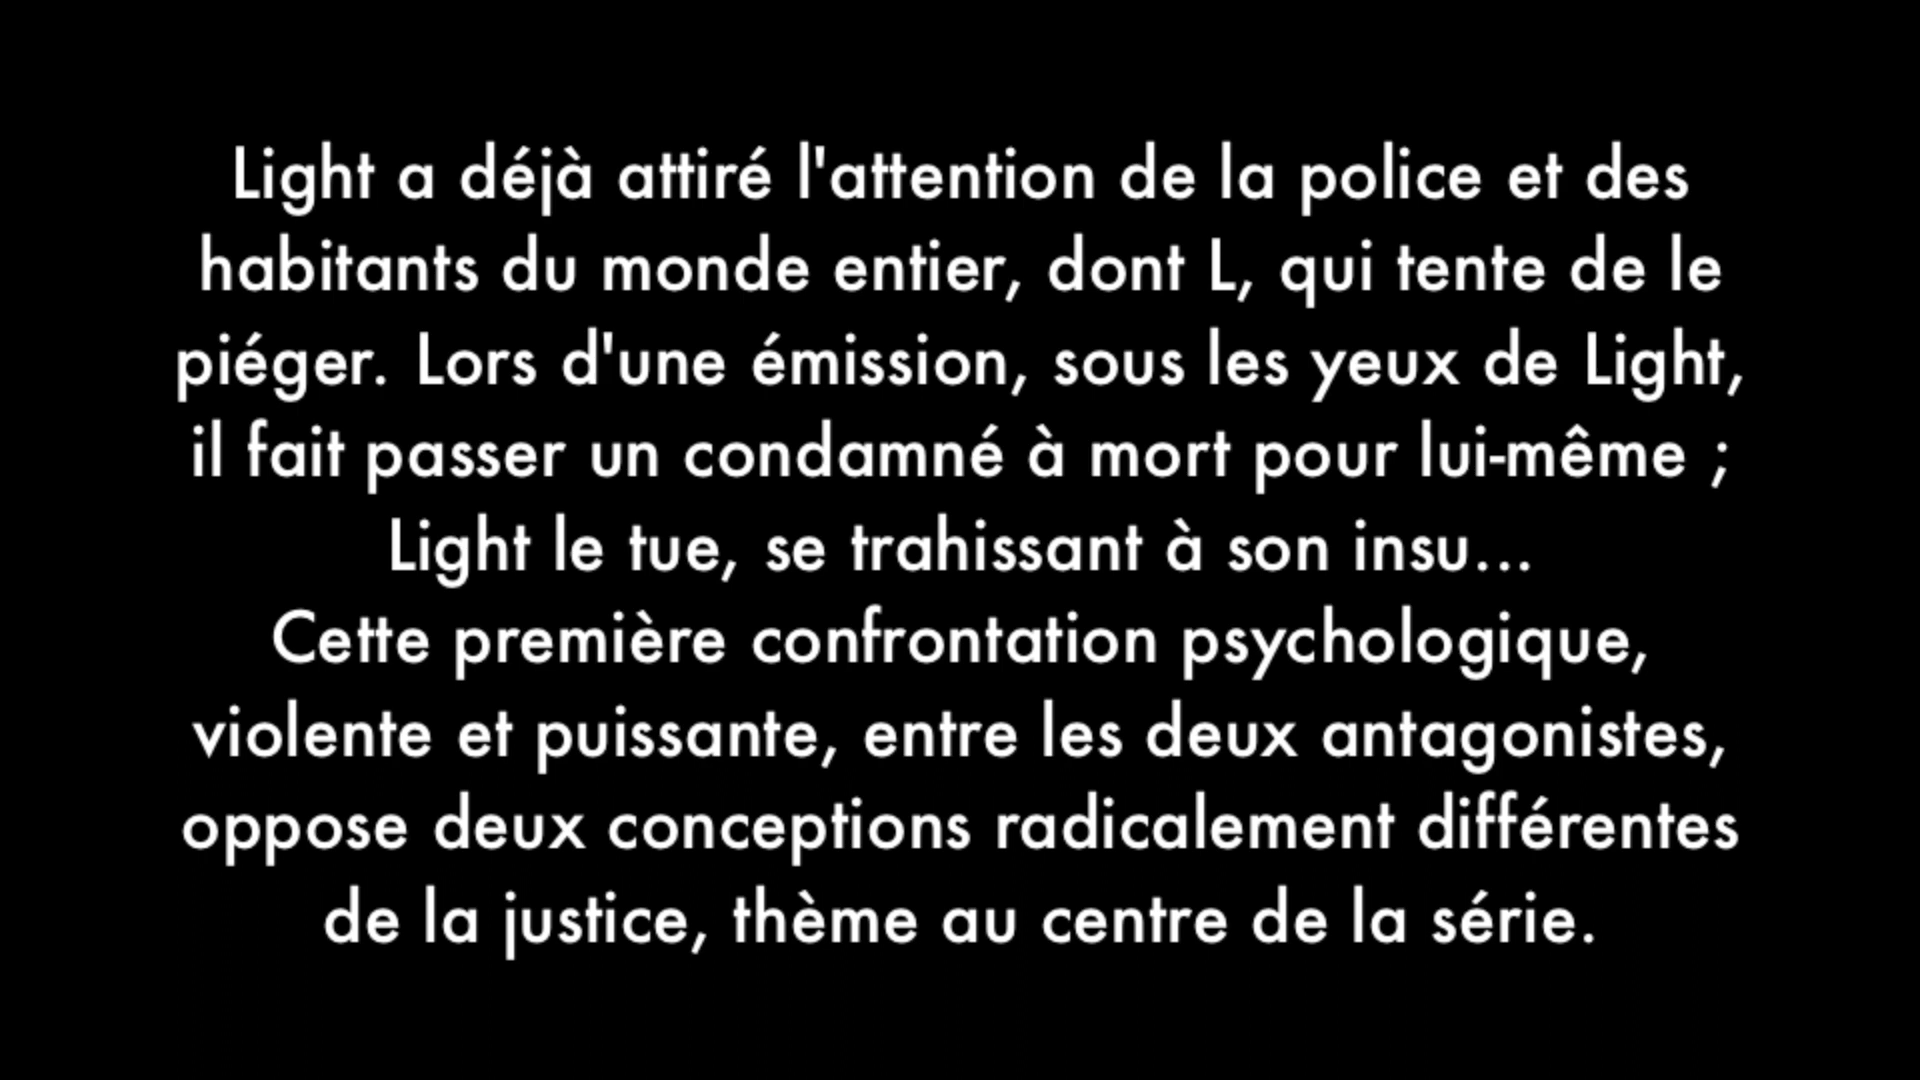 Light a déjà attiré l'attention de la police et des
habitants du monde entier, dont L, qui tente de le
piéger. Lors d'une émission, sous les yeux de Light,
il fait passer un condamné à mort pour lui-même ;
Light le tue, se trahissant à son insu...
Cette première confrontation psychologique,
violente et puissante, entre les deux antagonistes,
oppose deux conceptions radicalement différentes
de la justice, thème au centre de la série.